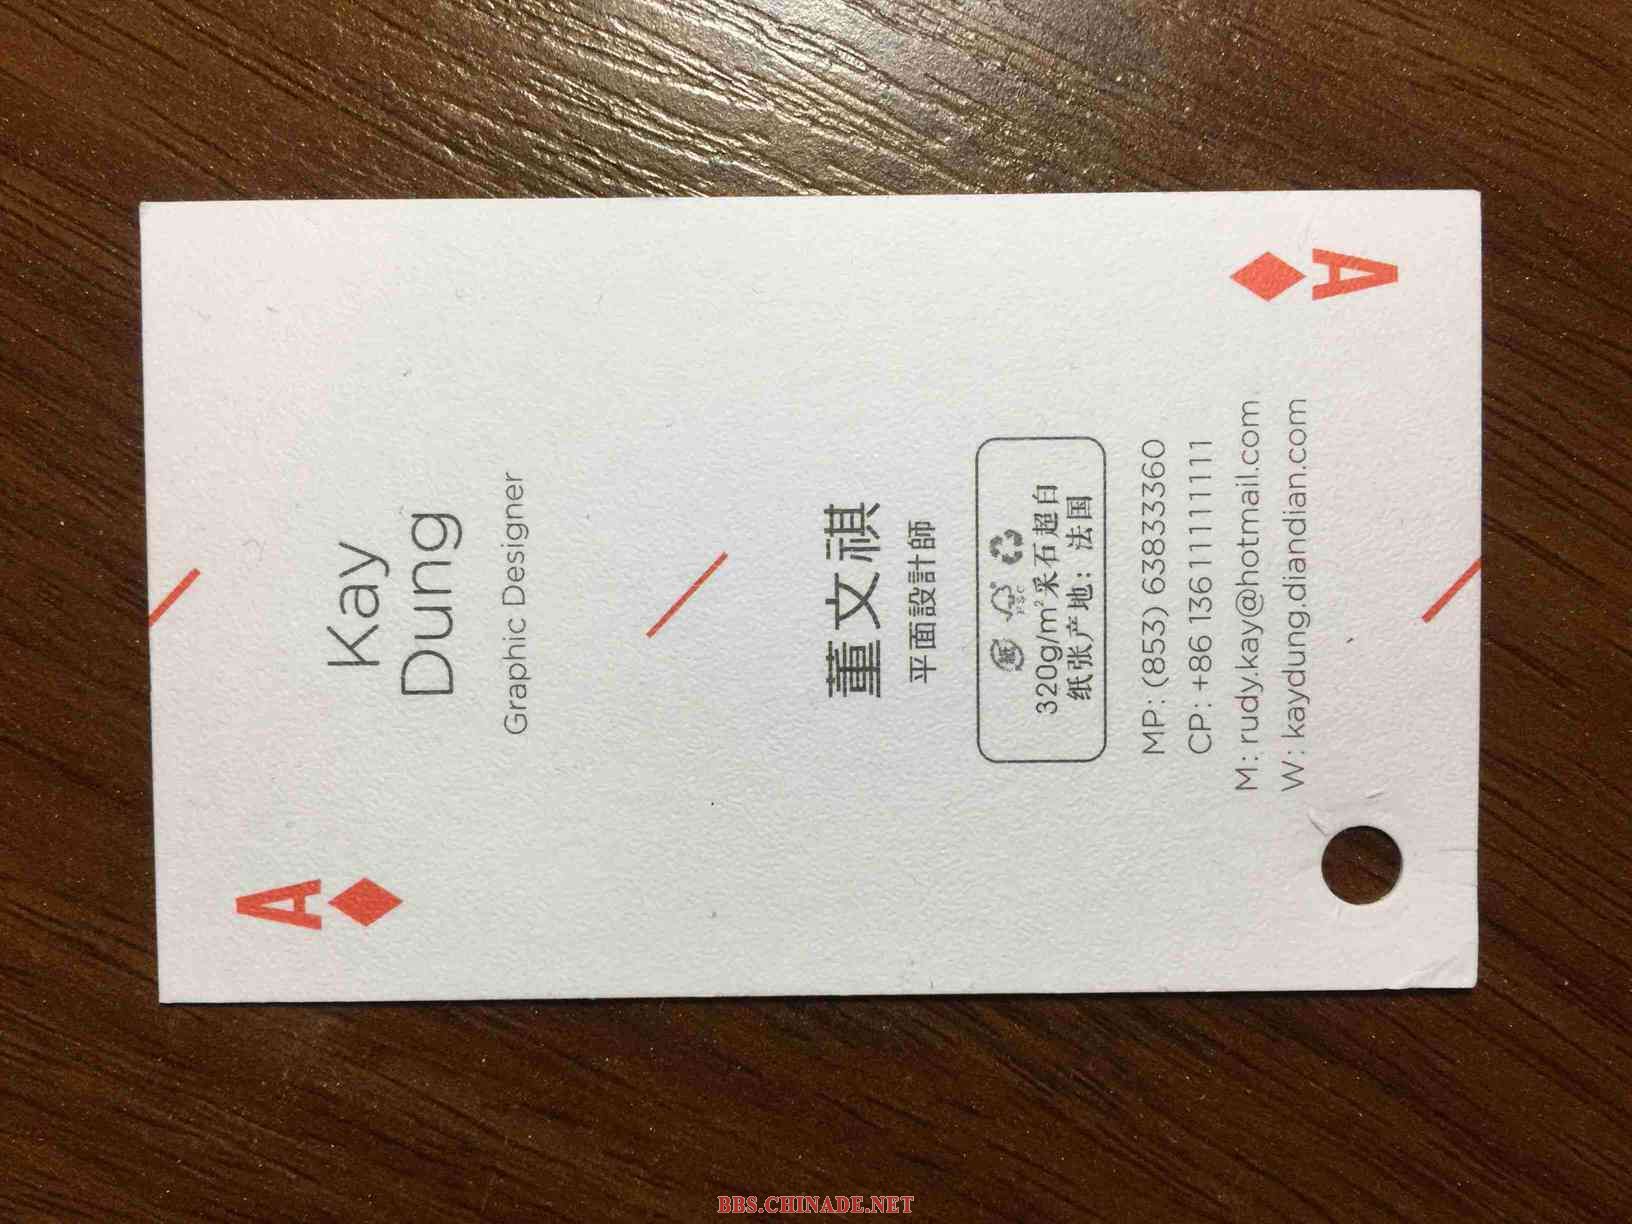 A
Kay
Dung
Graphic Designer
董文祺
平面設計師
紙
FSC
320g/m²采石超白
纸张产地：法国
MP: (853) 63833360
CP: +86 13611111111
M: rudy.kay@hotmail.com
W: kaydung.diandian.com
A
BBS.CHINADE.NET